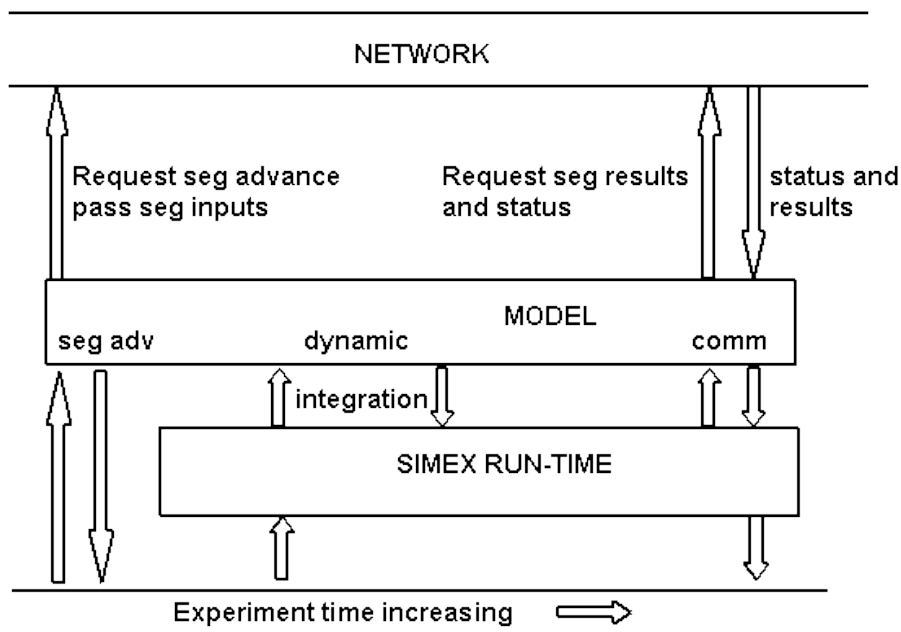 NETWORK
Request seg advance
pass seg inputs
Request seg results
and status
status and
results
MODEL
seg adv
dynamic
comm
integration
SIMEX RUN-TIME
Experiment time increasing